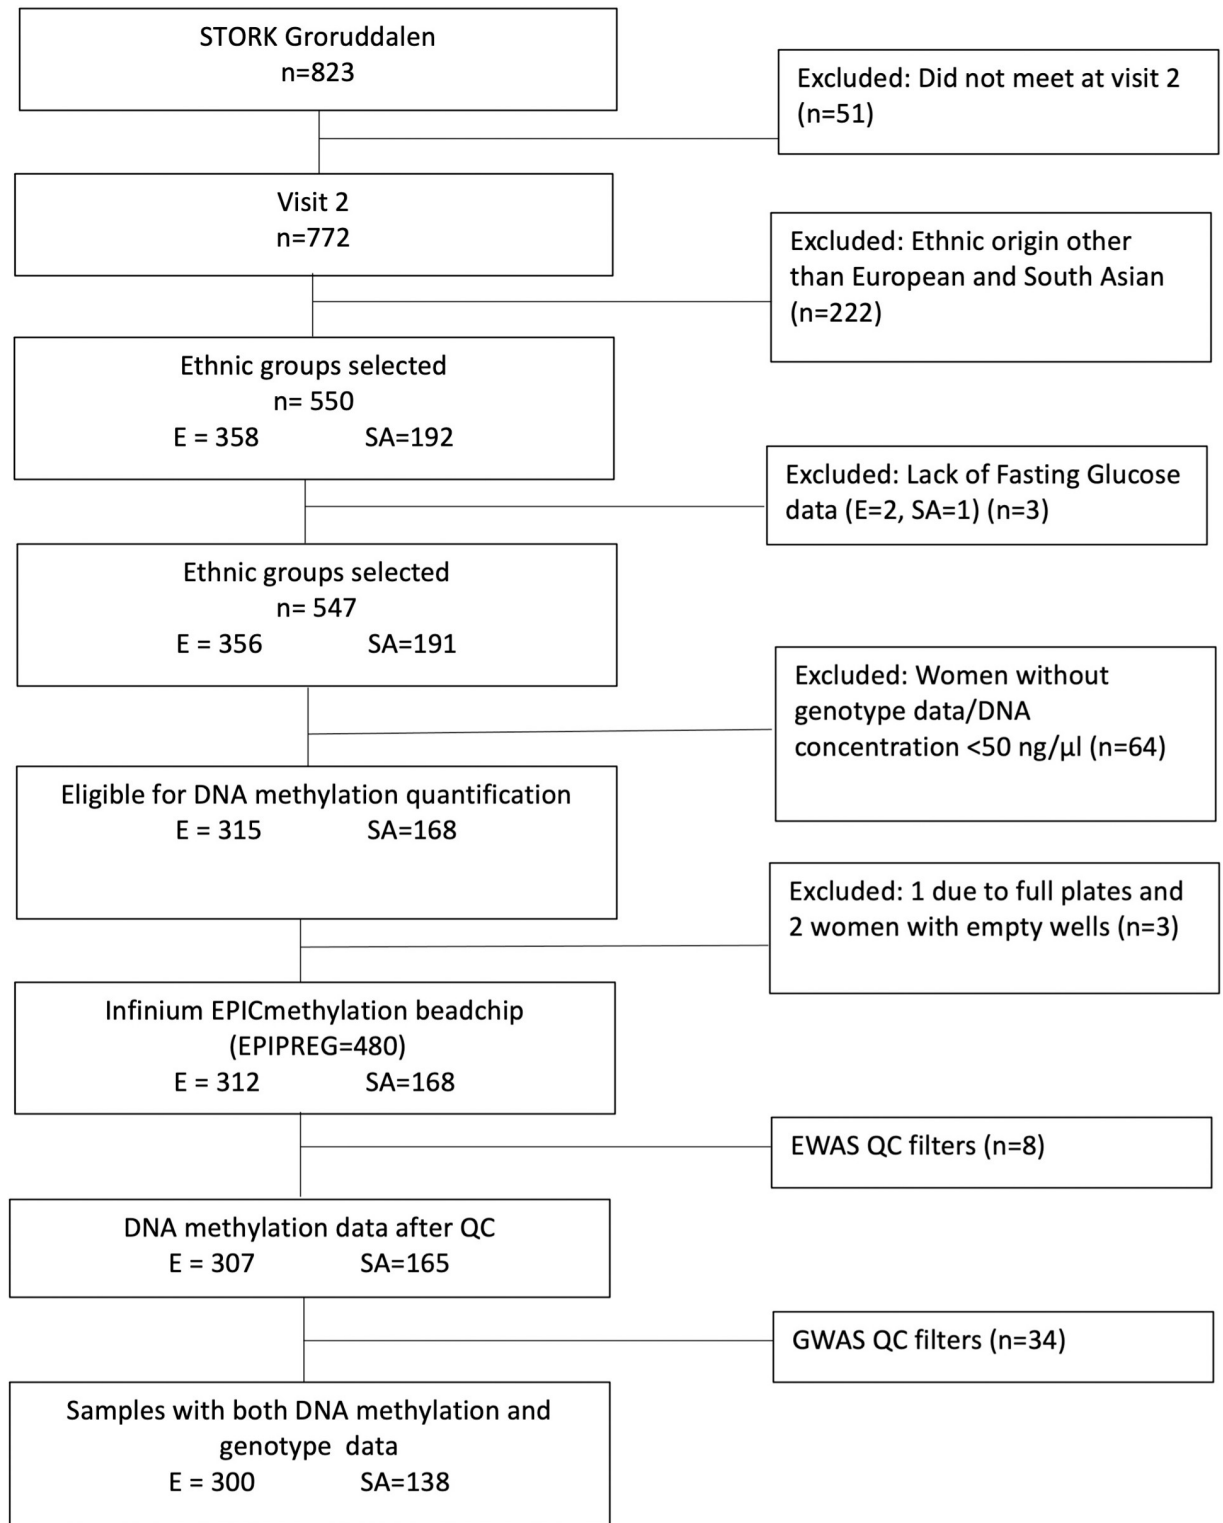 STORK Groruddalen
n=823
Excluded: Did not meet at visit 2
(n=51)
Visit 2
n=772
Excluded: Ethnic origin other
than European and South Asian
(n=222)
Ethnic groups selected
n= 550
E = 358 SA=192
Excluded: Lack of Fasting Glucose
data (E=2, SA=1) (n=3)
Ethnic groups selected
n= 547
E = 356 SA=191
Excluded: Women without
genotype data/DNA
concentration <50 ng/µl (n=64)
Eligible for DNA methylation quantification
E = 315 SA=168
Excluded: 1 due to full plates and
2 women with empty wells (n=3)
Infinium EPICmethylation beadchip
(EPIPREG=480)
E = 312 SA=168
EWAS QC filters (n=8)
DNA methylation data after QC
E = 307 SA=165
GWAS QC filters (n=34)
Samples with both DNA methylation and
genotype data
E = 300 SA=138